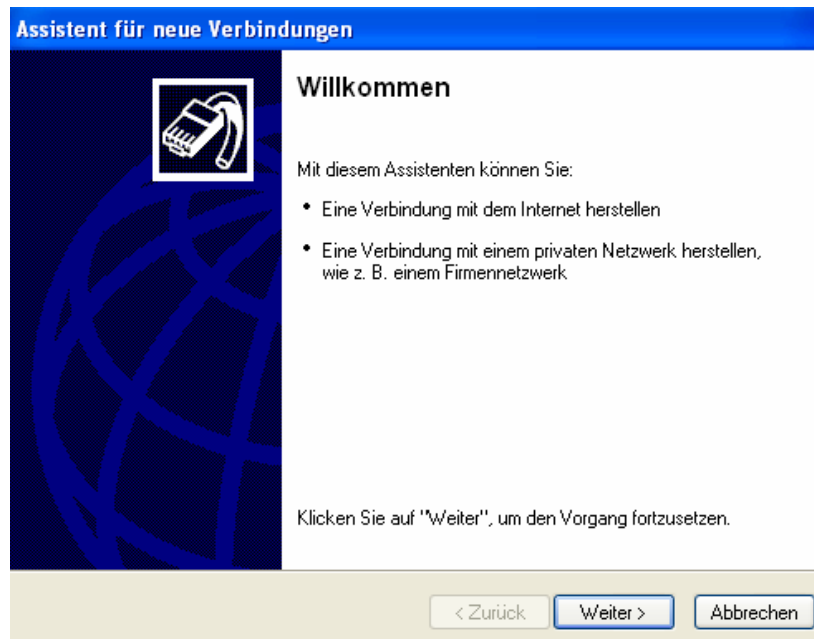 Assistent für neue Verbindungen
Willkommen
Mit diesem Assistenten können Sie:
• Eine Verbindung mit dem Internet herstellen
• Eine Verbindung mit einem privaten Netzwerk herstellen,
wie z. B. einem Firmennetzwerk
Klicken Sie auf "Weiter", um den Vorgang fortzusetzen.
< Zurück Weiter > Abbrechen